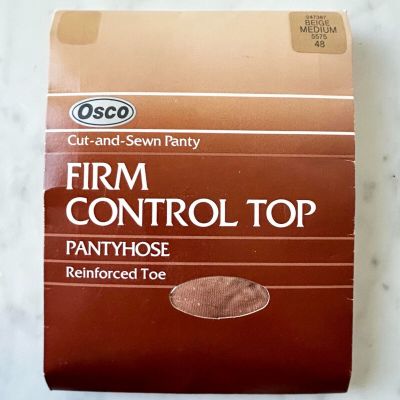 047367
BEIGE
MEDIUM
5575
48
Osco
Cut-and-Sewn Panty
FIRM
CONTROL TOP
PANTYHOSE
Reinforced Toe